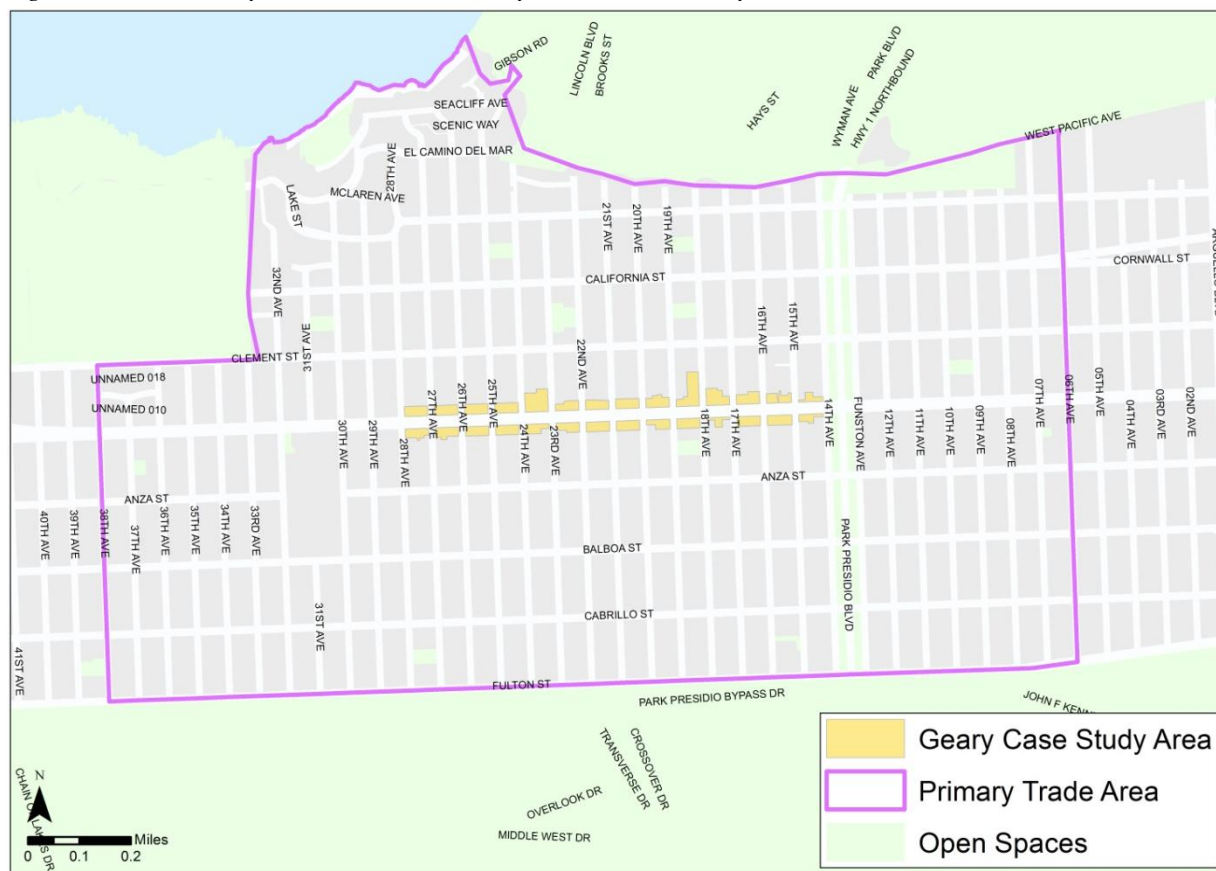 GIBSON RD
LINCOLN BLVD
BROOKS ST
HAYS ST
WYMAN AVE
PARK BLVD
HWY 1 NORTHBOUND
WEST PACIFIC AVE
SEACLIFF AVE
SCENIC WAY
EL CAMINO DEL MAR
28TH AVE
MCLAREN AVE
LAKE ST
21ST AVE
20TH AVE
19TH AVE
32ND AVE
CALIFORNIA ST
CORNWALL ST
31ST AVE
16TH AVE
15TH AVE
CLEMENT ST
22ND AVE
UNNAMED 018
UNNAMED 010
27TH AVE
26TH AVE
25TH AVE
07TH AVE
06TH AVE
05TH AVE
04TH AVE
03RD AVE
02ND AVE
30TH AVE
29TH AVE
28TH AVE
24TH AVE
23RD AVE
18TH AVE
17TH AVE
14TH AVE
FUNSTON AVE
12TH AVE
11TH AVE
10TH AVE
09TH AVE
08TH AVE
ANZA ST
ANZA ST
40TH AVE
39TH AVE
38TH AVE
37TH AVE
36TH AVE
35TH AVE
34TH AVE
33RD AVE
BALBOA ST
PARK PRESIDIO BLVD
31ST AVE
CABRILLO ST
41ST AVE
FULTON ST
PARK PRESIDIO BYPASS DR
JOHN F KENN
CROSSOVER DR
TRANSVERSE DR
OVERLOOK DR
MIDDLE WEST DR
N
Miles
0 0.1 0.2
Geary Case Study Area
Primary Trade Area
Open Spaces